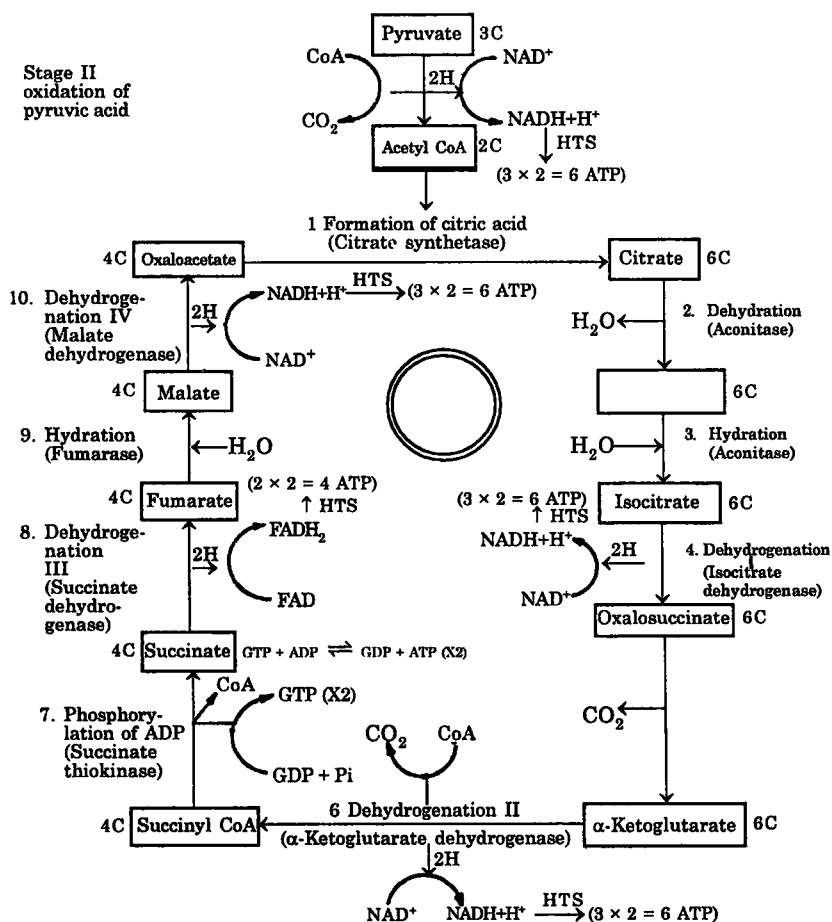 Pyruvate 3C
Stage II
oxidation of
pyruvic acid
CoA
NAD⁺
2H
CO₂
NADH+H⁺
Acetyl CoA 2C
HTS
(3 × 2 = 6 ATP)
1 Formation of citric acid
(Citrate synthetase)
4C Oxaloacetate
Citrate 6C
10. Dehydroge-
nation IV
(Malate
dehydrogenase)
2H
NADH+H⁺ HTS (3 × 2 = 6 ATP)
NAD⁺
H₂O
2. Dehydration
(Aconitase)
4C Malate
6C
9. Hydration
(Fumarase)
H₂O
H₂O
3. Hydration
(Aconitase)
4C Fumarate
(2 × 2 = 4 ATP)
HTS
(3 × 2 = 6 ATP)
HTS
Isocitrate 6C
8. Dehydroge-
nation
III
(Succinate
dehydro-
genase)
2H
FADH₂
FAD
NADH+H⁺
2H
NAD⁺
4. Dehydrogenation
(Isocitrate
dehydrogenase)
Oxalosuccinate 6C
4C Succinate GTP + ADP ⇌ GDP + ATP (X2)
CoA
GTP (X2)
7. Phosphory-
lation of ADP
(Succinate
thiokinase)
GDP + Pi
CO₂
CoA
CO₂
4C Succinyl CoA
6 Dehydrogenation II
(α-Ketoglutarate dehydrogenase)
α-Ketoglutarate 6C
2H
NAD⁺ NADH+H⁺ HTS (3 × 2 = 6 ATP)